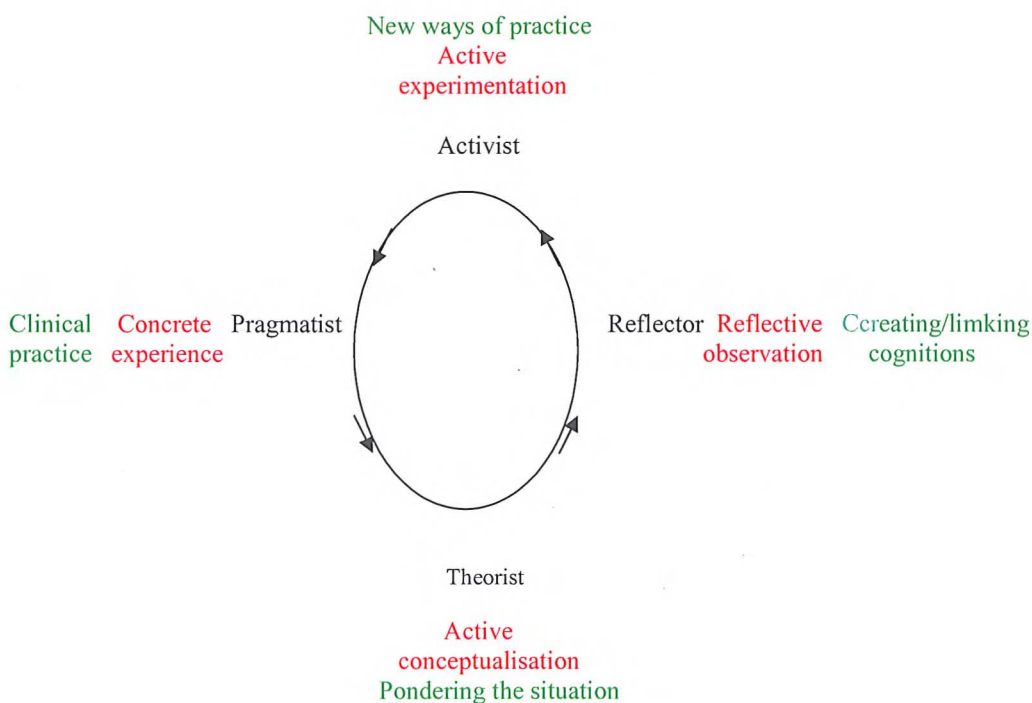 New ways of practice
Active
experimentation
Activist
Clinical
practice
Concrete
experience
Pragmatist
Reflector
Reflective
observation
Ccreating/limking
cognitions
Theorist
Active
conceptualisation
Pondering the situation